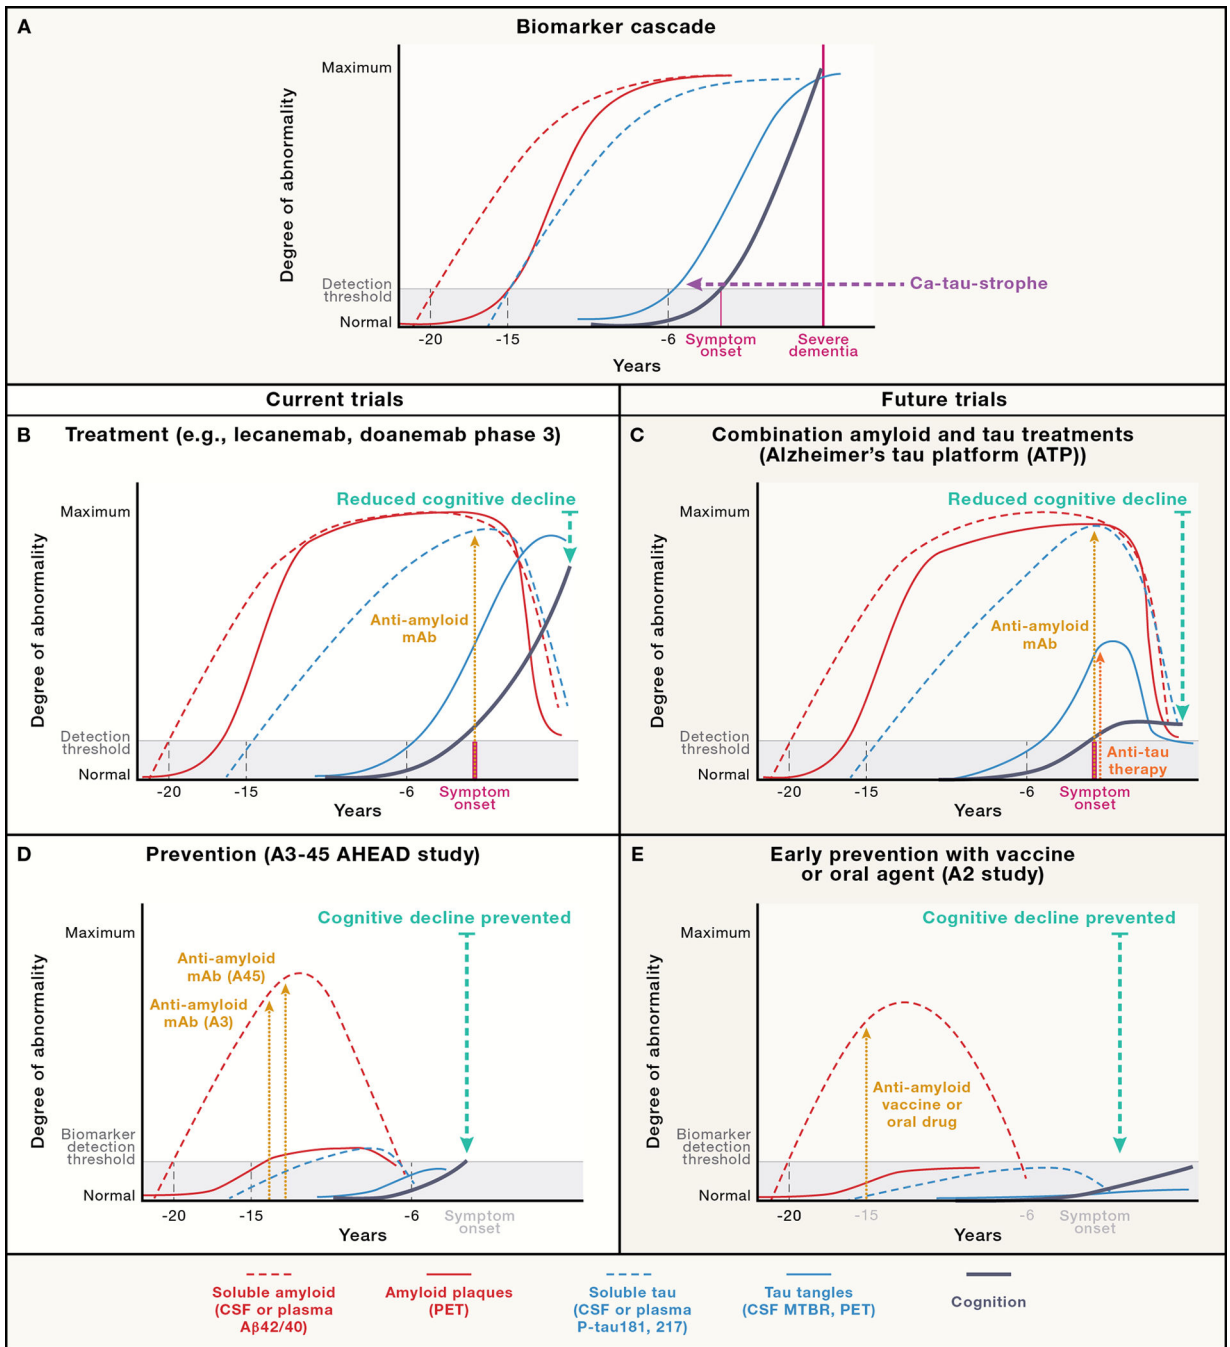 A
Biomarker cascade
Maximum
Degree of abnormality
Detection
threshold
Normal
Ca-tau-strophe
-20
-15
-6
Symptom
onset
Severe
dementia
Years
Current trials
Future trials
B
Treatment (e.g., lecanemab, doanemab phase 3)
Reduced cognitive decline
Maximum
Degree of abnormality
Anti-amyloid
mAb
Detection
threshold
Normal
-20
-15
-6
Symptom
onset
Years
C
Combination amyloid and tau treatments
(Alzheimer's tau platform (ATP))
Reduced cognitive decline
Maximum
Degree of abnormality
Anti-amyloid
mAb
Detection
threshold
Normal
Anti-tau
therapy
-20
-15
-6
Symptom
onset
Years
D
Prevention (A3-45 AHEAD study)
Cognitive decline prevented
Maximum
Anti-amyloid
mAb (A45)
Anti-amyloid
mAb (A3)
Degree of abnormality
Biomarker
detection
threshold
Normal
-20
-15
-6
Symptom
onset
Years
E
Early prevention with vaccine
or oral agent (A2 study)
Cognitive decline prevented
Maximum
Degree of abnormality
Anti-amyloid
vaccine or
oral drug
Biomarker
detection
threshold
Normal
-20
-15
-6
Symptom
onset
Years
Soluble amyloid
(CSF or plasma
Aβ42/40)
Amyloid plaques
(PET)
Soluble tau
(CSF or plasma
P-tau181, 217)
Tau tangles
(CSF MTBR, PET)
Cognition